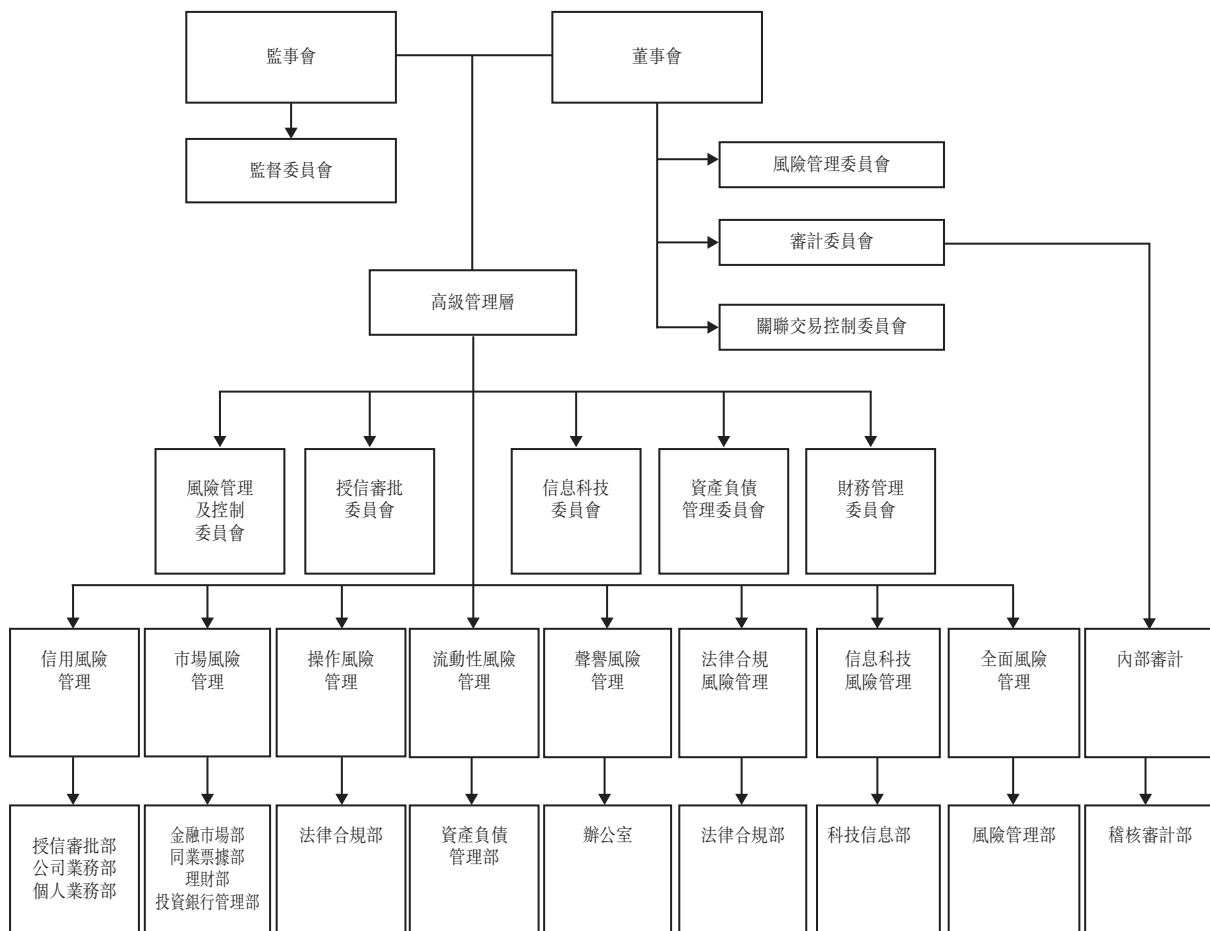 監事會
董事會
監督委員會
風險管理委員會
審計委員會
高級管理層
關聯交易控制委員會
風險管理
及控制
委員會
授信審批
委員會
信息科技
委員會
資產負債
管理委員會
財務管理
委員會
信用風險
管理
市場風險
管理
操作風險
管理
流動性風險
管理
聲譽風險
管理
法律合規
風險管理
信息科技
風險管理
全面風險
管理
內部審計
授信審批部
公司業務部
個人業務部
金融市場部
同業票據部
理財部
投資銀行管理部
法律合規部
資產負債
管理部
辦公室
法律合規部
科技信息部
風險管理部
稽核審計部